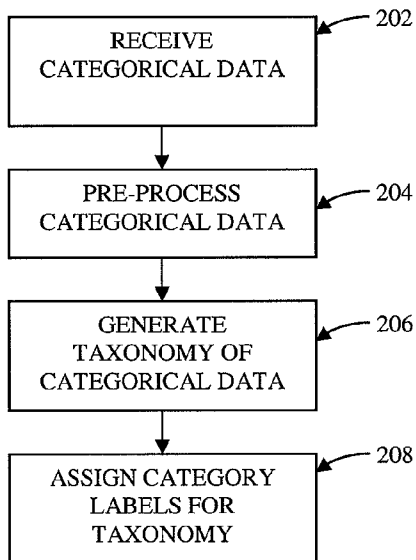 RECEIVE
CATEGORICAL DATA
202
PRE-PROCESS
CATEGORICAL DATA
204
GENERATE
TAXONOMY OF
CATEGORICAL DATA
206
ASSIGN CATEGORY
LABELS FOR
TAXONOMY
208